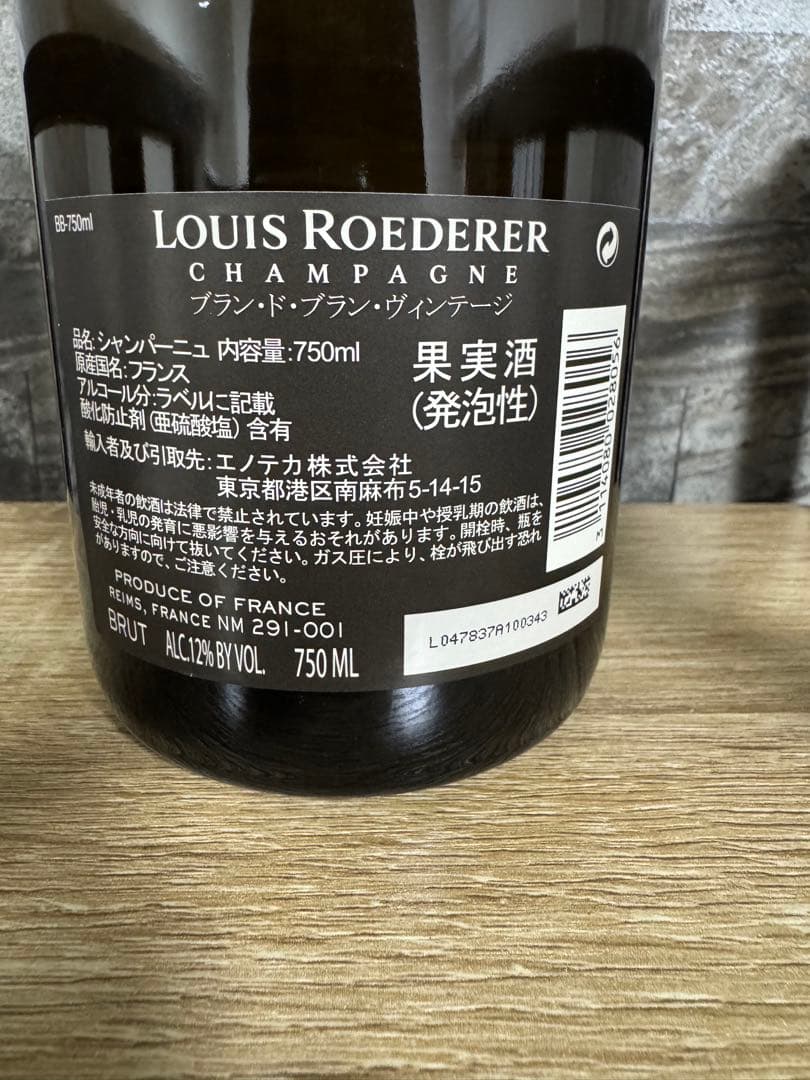 BB-750ml
LOUIS ROEDERER
CHAMPAGNE
ブラン・ド・ブラン・ヴィンテージ
品名:シャンパーニュ 内容量:750ml
原産国名:フランス
アルコール分:ラベルに記載
酸化防止剤(亜硫酸塩)含有
果実酒
(発泡性)
輸入者及び引取先:エノテカ株式会社
東京都港区南麻布5-14-15
未成年者の飲酒は法律で禁止されています。妊娠中や授乳期の飲酒は、
胎児・乳児の発育に悪影響を与えるおそれがあります。開栓時、瓶を
安全な方向に向けて抜いてください。ガス圧により、栓が飛び出す恐れ
がありますので、ご注意ください。
PRODUCE OF FRANCE
REIMS, FRANCE NM 291-001
BRUT ALC.12% BY VOL. 750 ML
L047837A100343
3 114080 028056